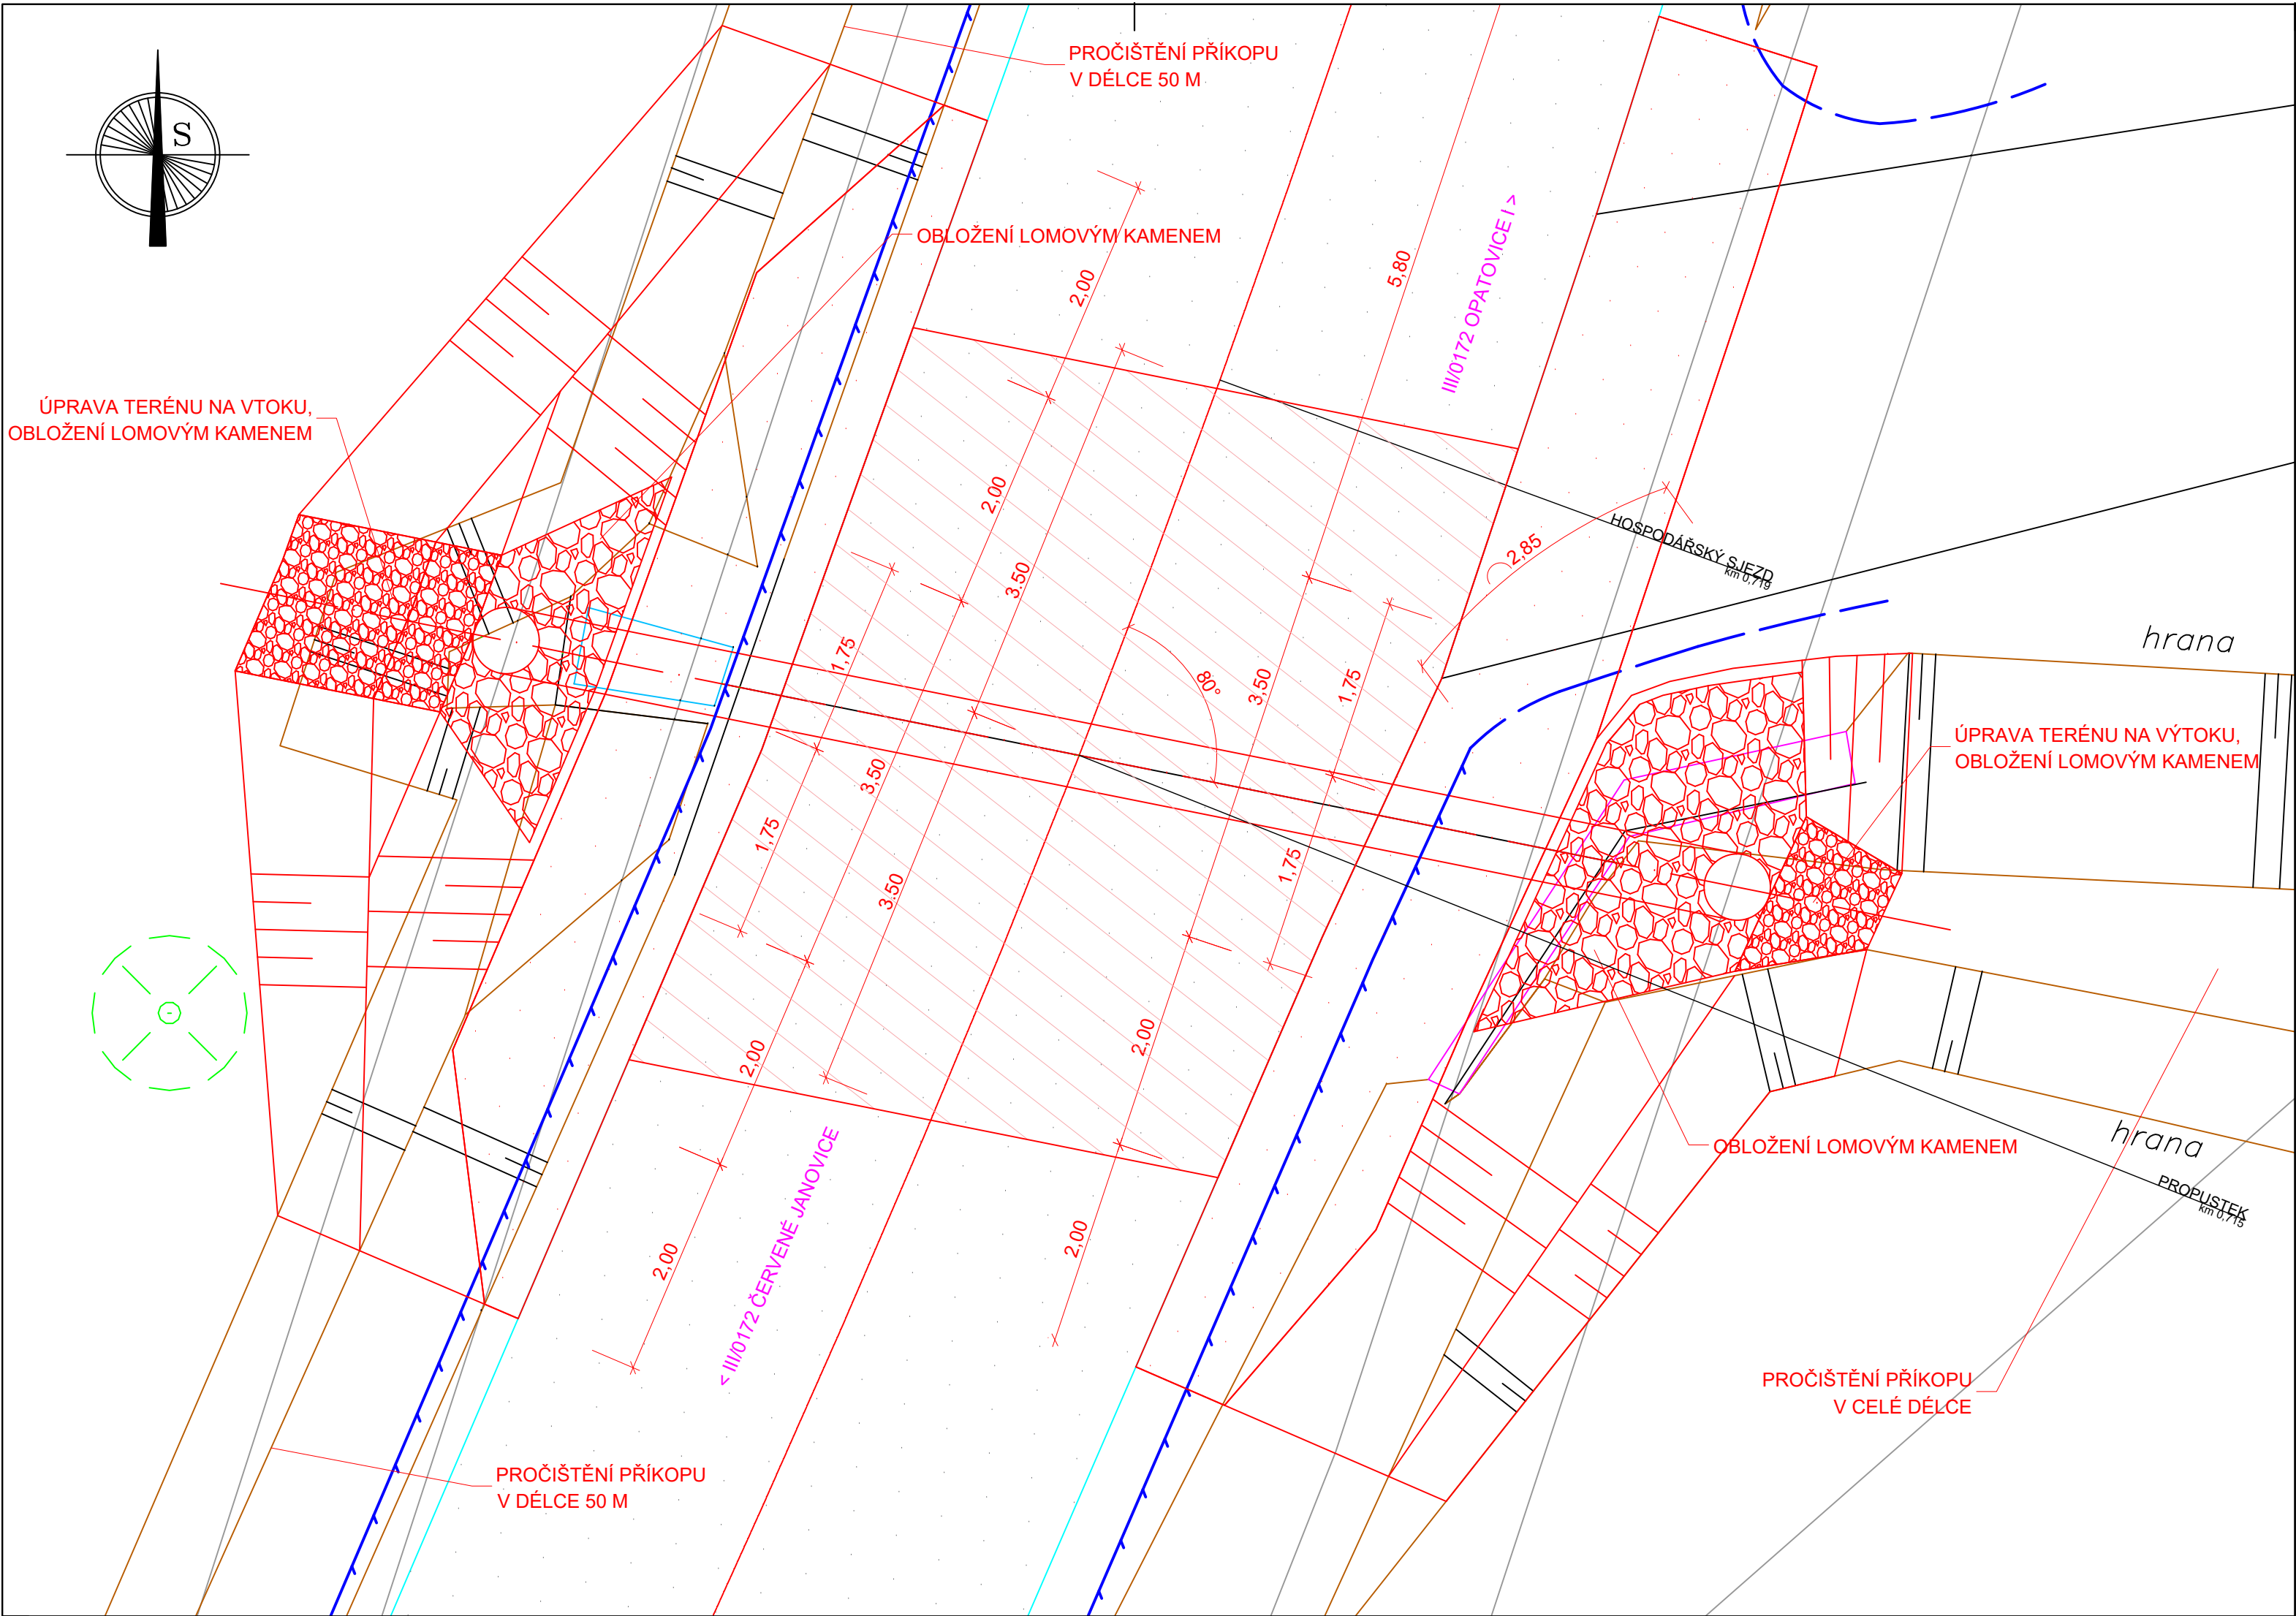 PROČIŠTĚNÍ PŘÍKOPU
V DÉLCE 50 M
S
OBLOŽENÍ LOMOVÝM KAMENEM
2,00
5,80
III/0172 OPATOVICE I >
ÚPRAVA TERÉNU NA VTOKU,
OBLOŽENÍ LOMOVÝM KAMENEM
2,00
3.50
2,85
HOSPODÁŘSKÝ SJEZD
km 0,719
1,75
80°
3,50
1,75
hrana
ÚPRAVA TERÉNU NA VÝTOKU,
OBLOŽENÍ LOMOVÝM KAMENEM
3,50
1,75
3.50
1,75
2,00
2,00
hrana
OBLOŽENÍ LOMOVÝM KAMENEM
PROPUSTEK
km 0,715
2,00
2,00
< III/0172 ČERVENÉ JANOVICE
PROČIŠTĚNÍ PŘÍKOPU
V CELÉ DÉLCE
PROČIŠTĚNÍ PŘÍKOPU
V DÉLCE 50 M